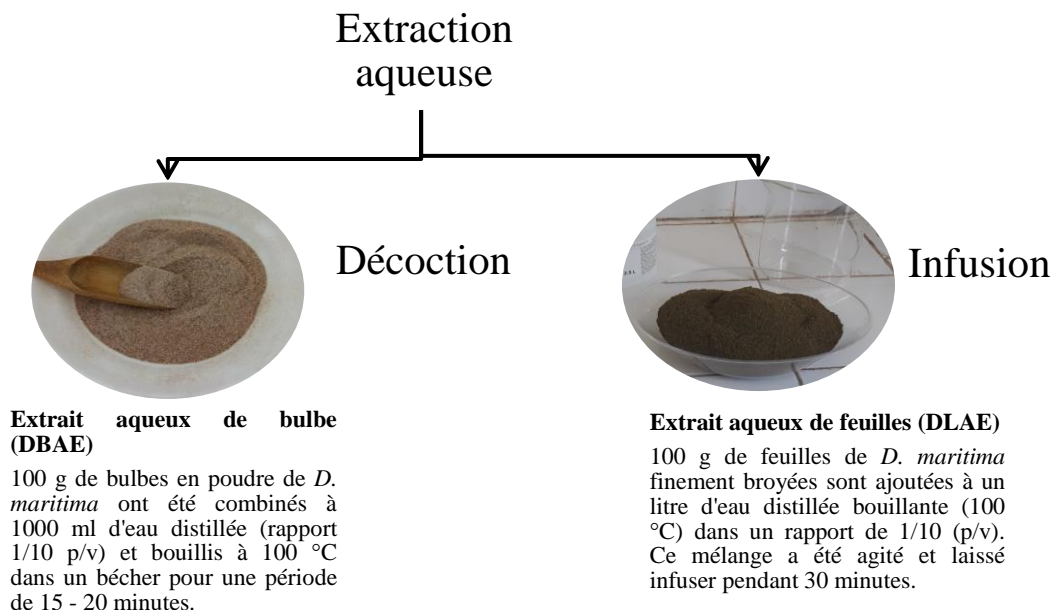 Extraction
aqueuse
Décoction
Infusion
Extrait aqueux de bulbe
(DBAE)
100 g de bulbes en poudre de D.
maritima ont été combinés à
1000 ml d'eau distillée (rapport
1/10 p/v) et bouillis à 100 °C
dans un bécher pour une période
de 15 - 20 minutes.
Extrait aqueux de feuilles (DLAE)
100 g de feuilles de D. maritima
finement broyées sont ajoutées à un
litre d'eau distillée bouillante (100
°C) dans un rapport de 1/10 (p/v).
Ce mélange a été agité et laissé
infuser pendant 30 minutes.